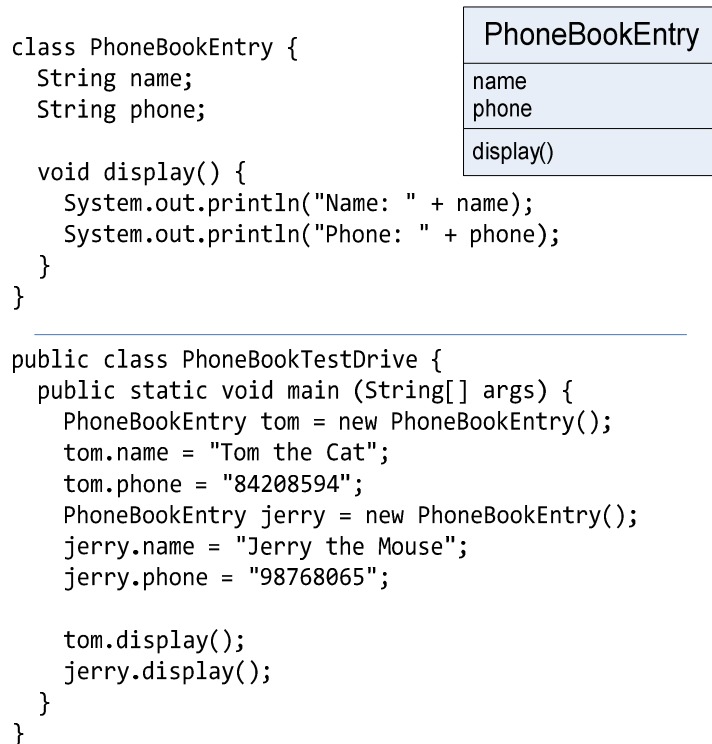 class PhoneBookEntry {
  String name;
  String phone;

  void display() {
    System.out.println("Name: " + name);
    System.out.println("Phone: " + phone);
  }
}
PhoneBookEntry
name
phone
display()
public class PhoneBookTestDrive {
  public static void main (String[] args) {
    PhoneBookEntry tom = new PhoneBookEntry();
    tom.name = "Tom the Cat";
    tom.phone = "84208594";
    PhoneBookEntry jerry = new PhoneBookEntry();
    jerry.name = "Jerry the Mouse";
    jerry.phone = "98768065";

    tom.display();
    jerry.display();
  }
}